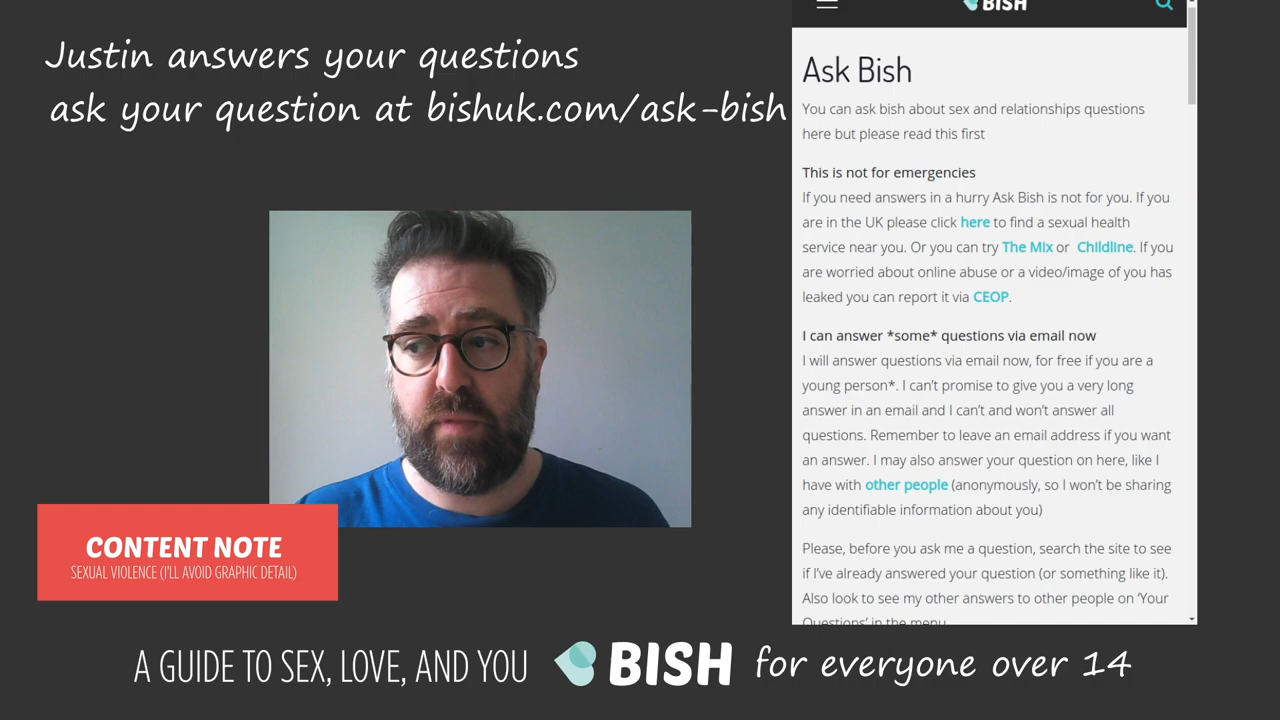 Justin answers your questions
ask your question at bishuk.com/ask-bish
BISH
Ask Bish
You can ask bish about sex and relationships questions
here but please read this first
This is not for emergencies
If you need answers in a hurry Ask Bish is not for you. If you
are in the UK please click here to find a sexual health
service near you. Or you can try The Mix or Childline. If you
are worried about online abuse or a video/image of you has
leaked you can report it via CEOP.
I can answer *some* questions via email now
I will answer questions via email now, for free if you are a
young person*. I can't promise to give you a very long
answer in an email and I can't and won't answer all
questions. Remember to leave an email address if you want
an answer. I may also answer your question on here, like I
have with other people (anonymously, so I won't be sharing
any identifiable information about you)
Please, before you ask me a question, search the site to see
if I've already answered your question (or something like it).
Also look to see my other answers to other people on ‘Your
Questions’ in the menu
CONTENT NOTE
SEXUAL VIOLENCE (I'LL AVOID GRAPHIC DETAIL)
A GUIDE TO SEX, LOVE, AND YOU BISH for everyone over 14